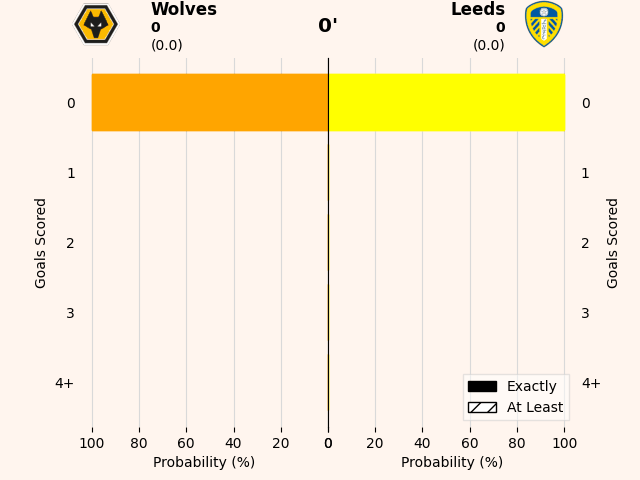 Wolves
0
(0.0)
0'
Leeds
0
(0.0)
Goals Scored
0
1
2
3
4+
0
1
2
3
4+
Goals Scored
Exactly
At Least
100 80 60 40 20 0 20 40 60 80 100
Probability (%) Probability (%)